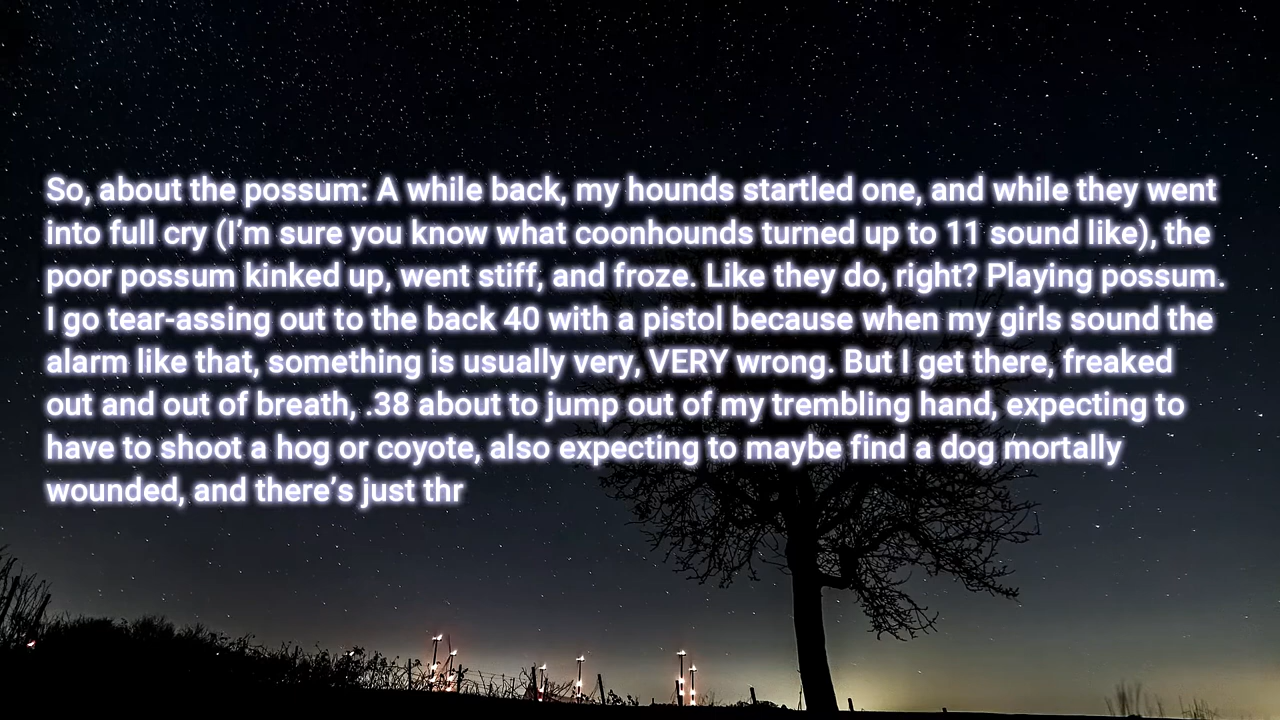 So, about the possum: A while back, my hounds startled one, and while they went
into full cry (I’m sure you know what coonhounds turned up to 11 sound like), the
poor possum kinked up, went stiff, and froze. Like they do, right? Playing possum.
I go tear-assing out to the back 40 with a pistol because when my girls sound the
alarm like that, something is usually very, VERY wrong. But I get there, freaked
out and out of breath, .38 about to jump out of my trembling hand, expecting to
have to shoot a hog or coyote, also expecting to maybe find a dog mortally
wounded, and there’s just thr